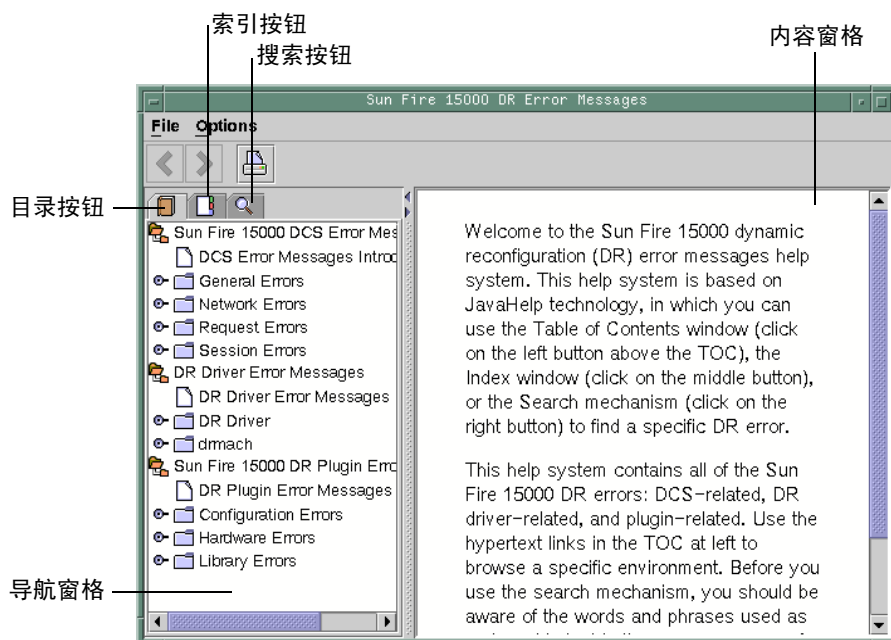 索引按钮
搜索按钮
内容窗格
Sun Fire 15000 DR Error Messages
File Options
目录按钮
Sun Fire 15000 DCS Error Mes
DCS Error Messages Introd
General Errors
Network Errors
Request Errors
Session Errors
DR Driver Error Messages
DR Driver Error Messages
DR Driver
drmach
Sun Fire 15000 DR Plugin Erro
DR Plugin Error Messages
Configuration Errors
Hardware Errors
Library Errors
导航窗格
Welcome to the Sun Fire 15000 dynamic
reconfiguration (DR) error messages help
system. This help system is based on
JavaHelp technology, in which you can
use the Table of Contents window (click
on the left button above the TOC), the
Index window (click on the middle button),
or the Search mechanism (click on the
right button) to find a specific DR error.
This help system contains all of the Sun
Fire 15000 DR errors: DCS-related, DR
driver-related, and plugin-related. Use the
hypertext links in the TOC at left to
browse a specific environment. Before you
use the search mechanism, you should be
aware of the words and phrases used as